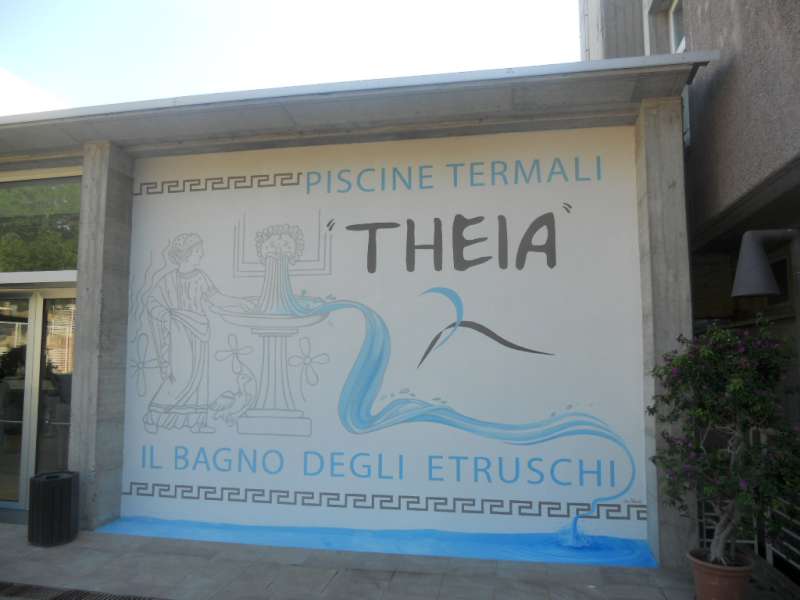 PISCINE TERMALI
"THEIA"
IL BAGNO DEGLI ETRUSCHI